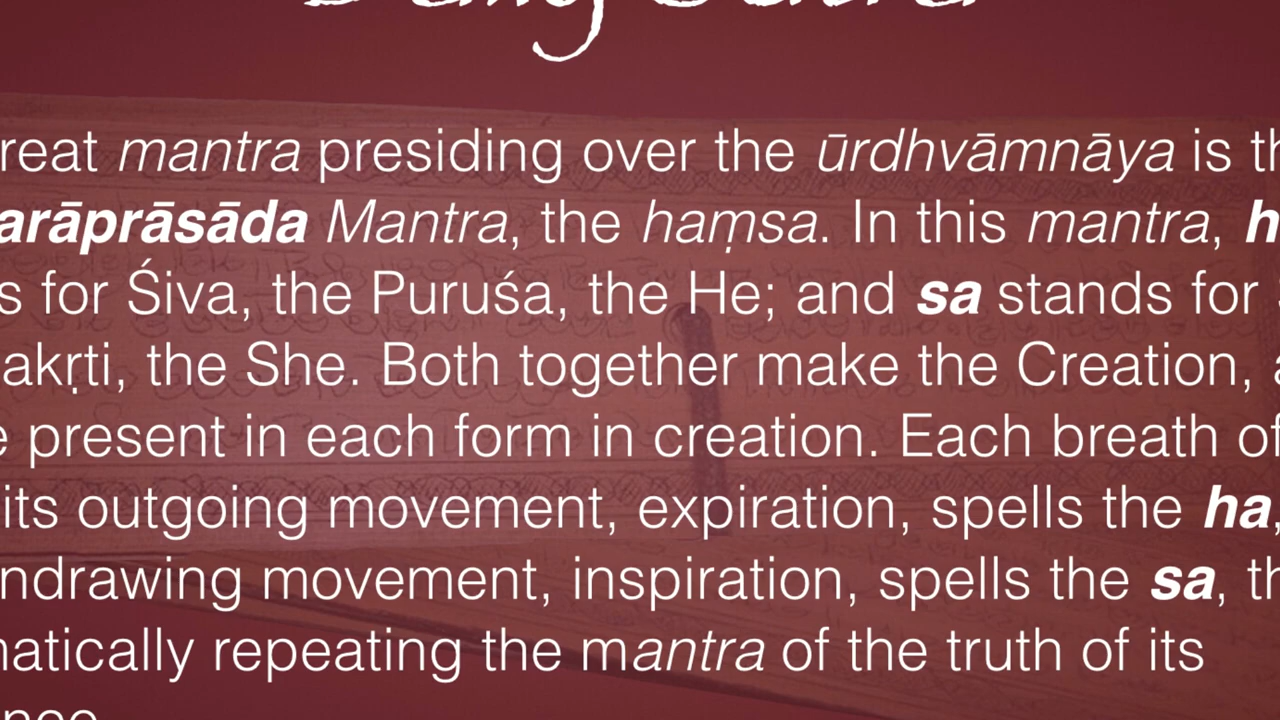 reat mantra presiding over the ūrdhvāmnāya is th
arāprāsāda Mantra, the haṃsa. In this mantra, h
s for Śiva, the Puruśa, the He; and sa stands for
akṛti, the She. Both together make the Creation, a
e present in each form in creation. Each breath of
its outgoing movement, expiration, spells the ha,
ndrawing movement, inspiration, spells the sa, th
natically repeating the mantra of the truth of its